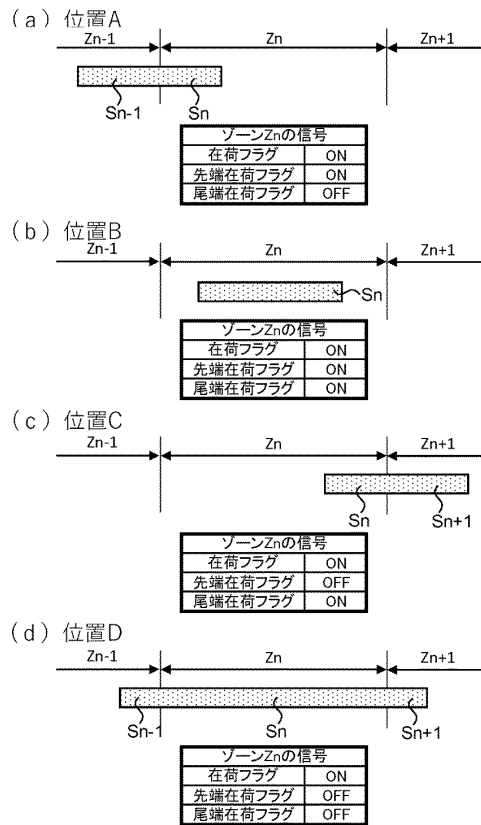 (a) 位置A
Zn-1 Zn Zn+1
Sn-1 Sn
ゾーンZnの信号
在荷フラグ ON
先端在荷フラグ ON
尾端在荷フラグ OFF
(b) 位置B
Zn-1 Zn Zn+1
Sn
ゾーンZnの信号
在荷フラグ ON
先端在荷フラグ ON
尾端在荷フラグ ON
(c) 位置C
Zn-1 Zn Zn+1
Sn Sn+1
ゾーンZnの信号
在荷フラグ ON
先端在荷フラグ OFF
尾端在荷フラグ ON
(d) 位置D
Zn-1 Zn Zn+1
Sn-1 Sn Sn+1
ゾーンZnの信号
在荷フラグ ON
先端在荷フラグ OFF
尾端在荷フラグ OFF